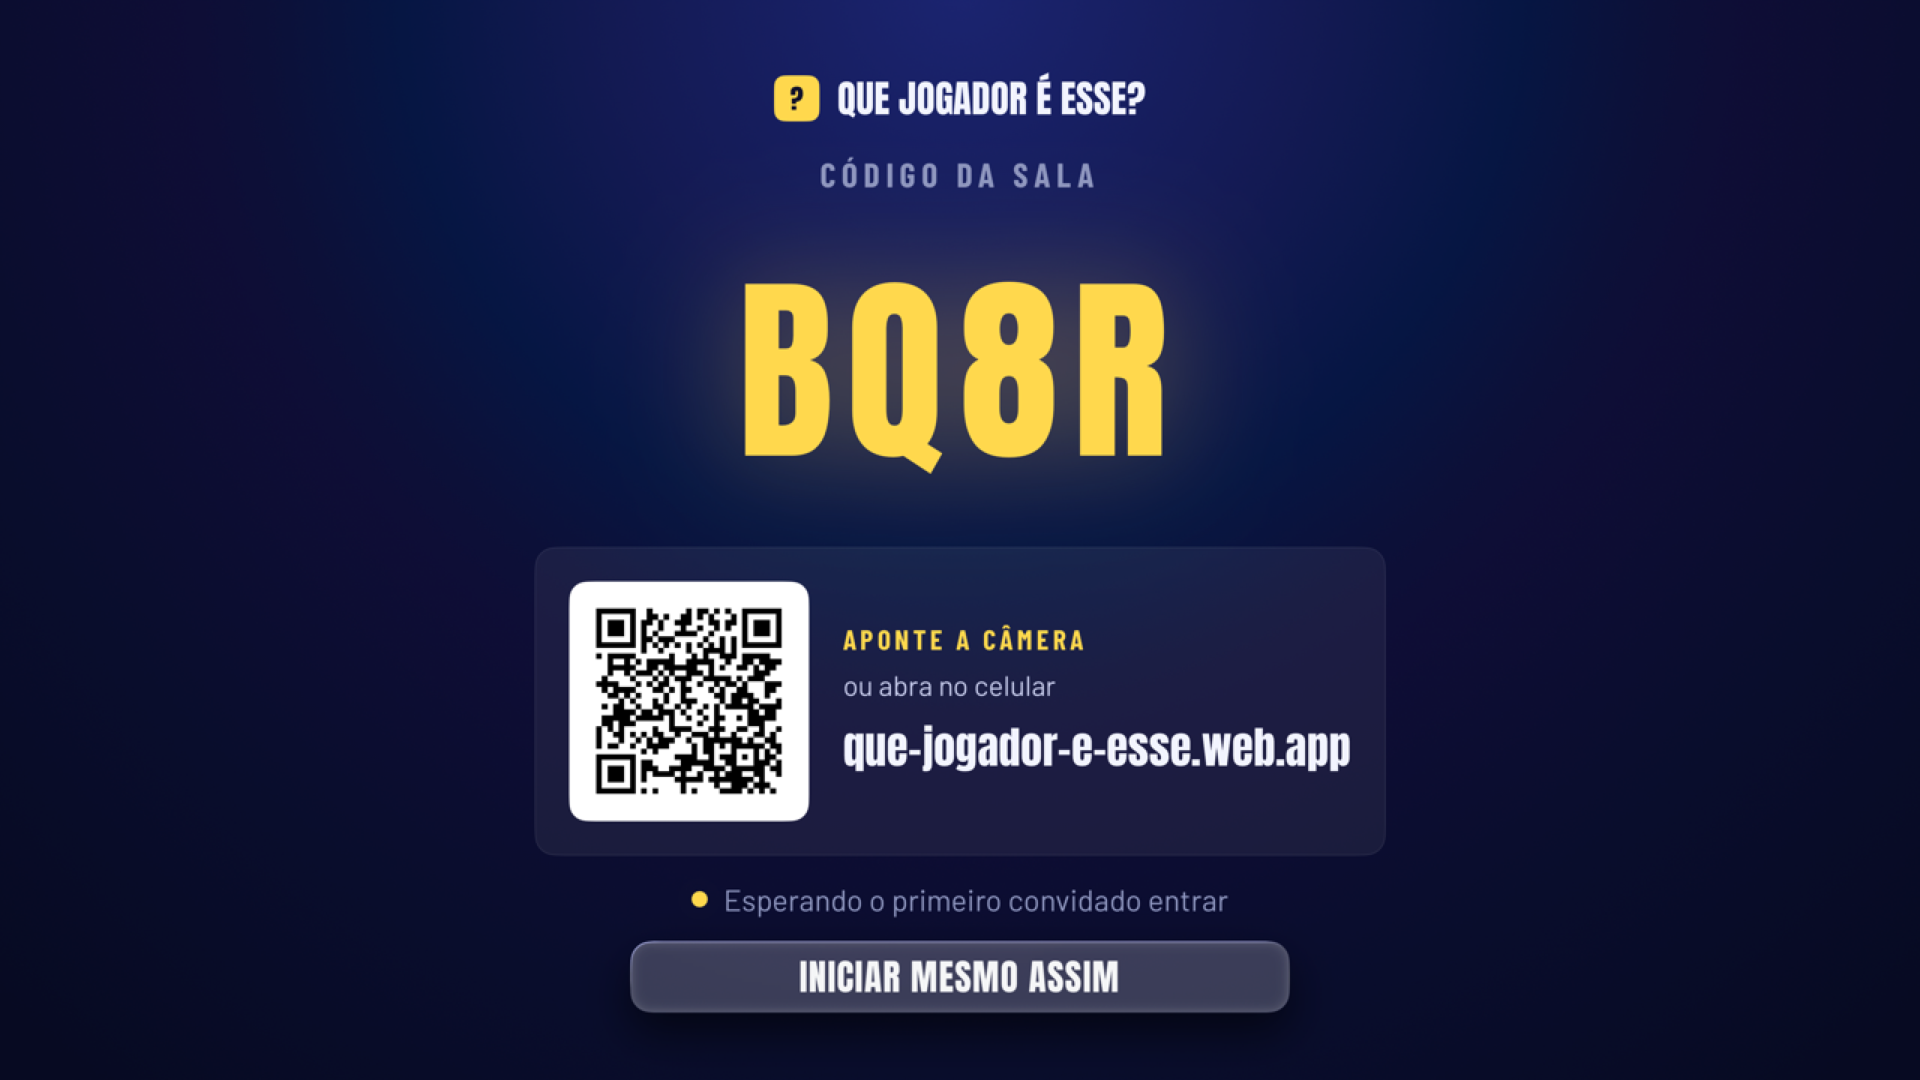 ? QUE JOGADOR É ESSE?
CÓDIGO DA SALA
BQ8R
APONTE A CÂMERA
ou abra no celular
que-jogador-e-esse.web.app
Esperando o primeiro convidado entrar
INICIAR MESMO ASSIM